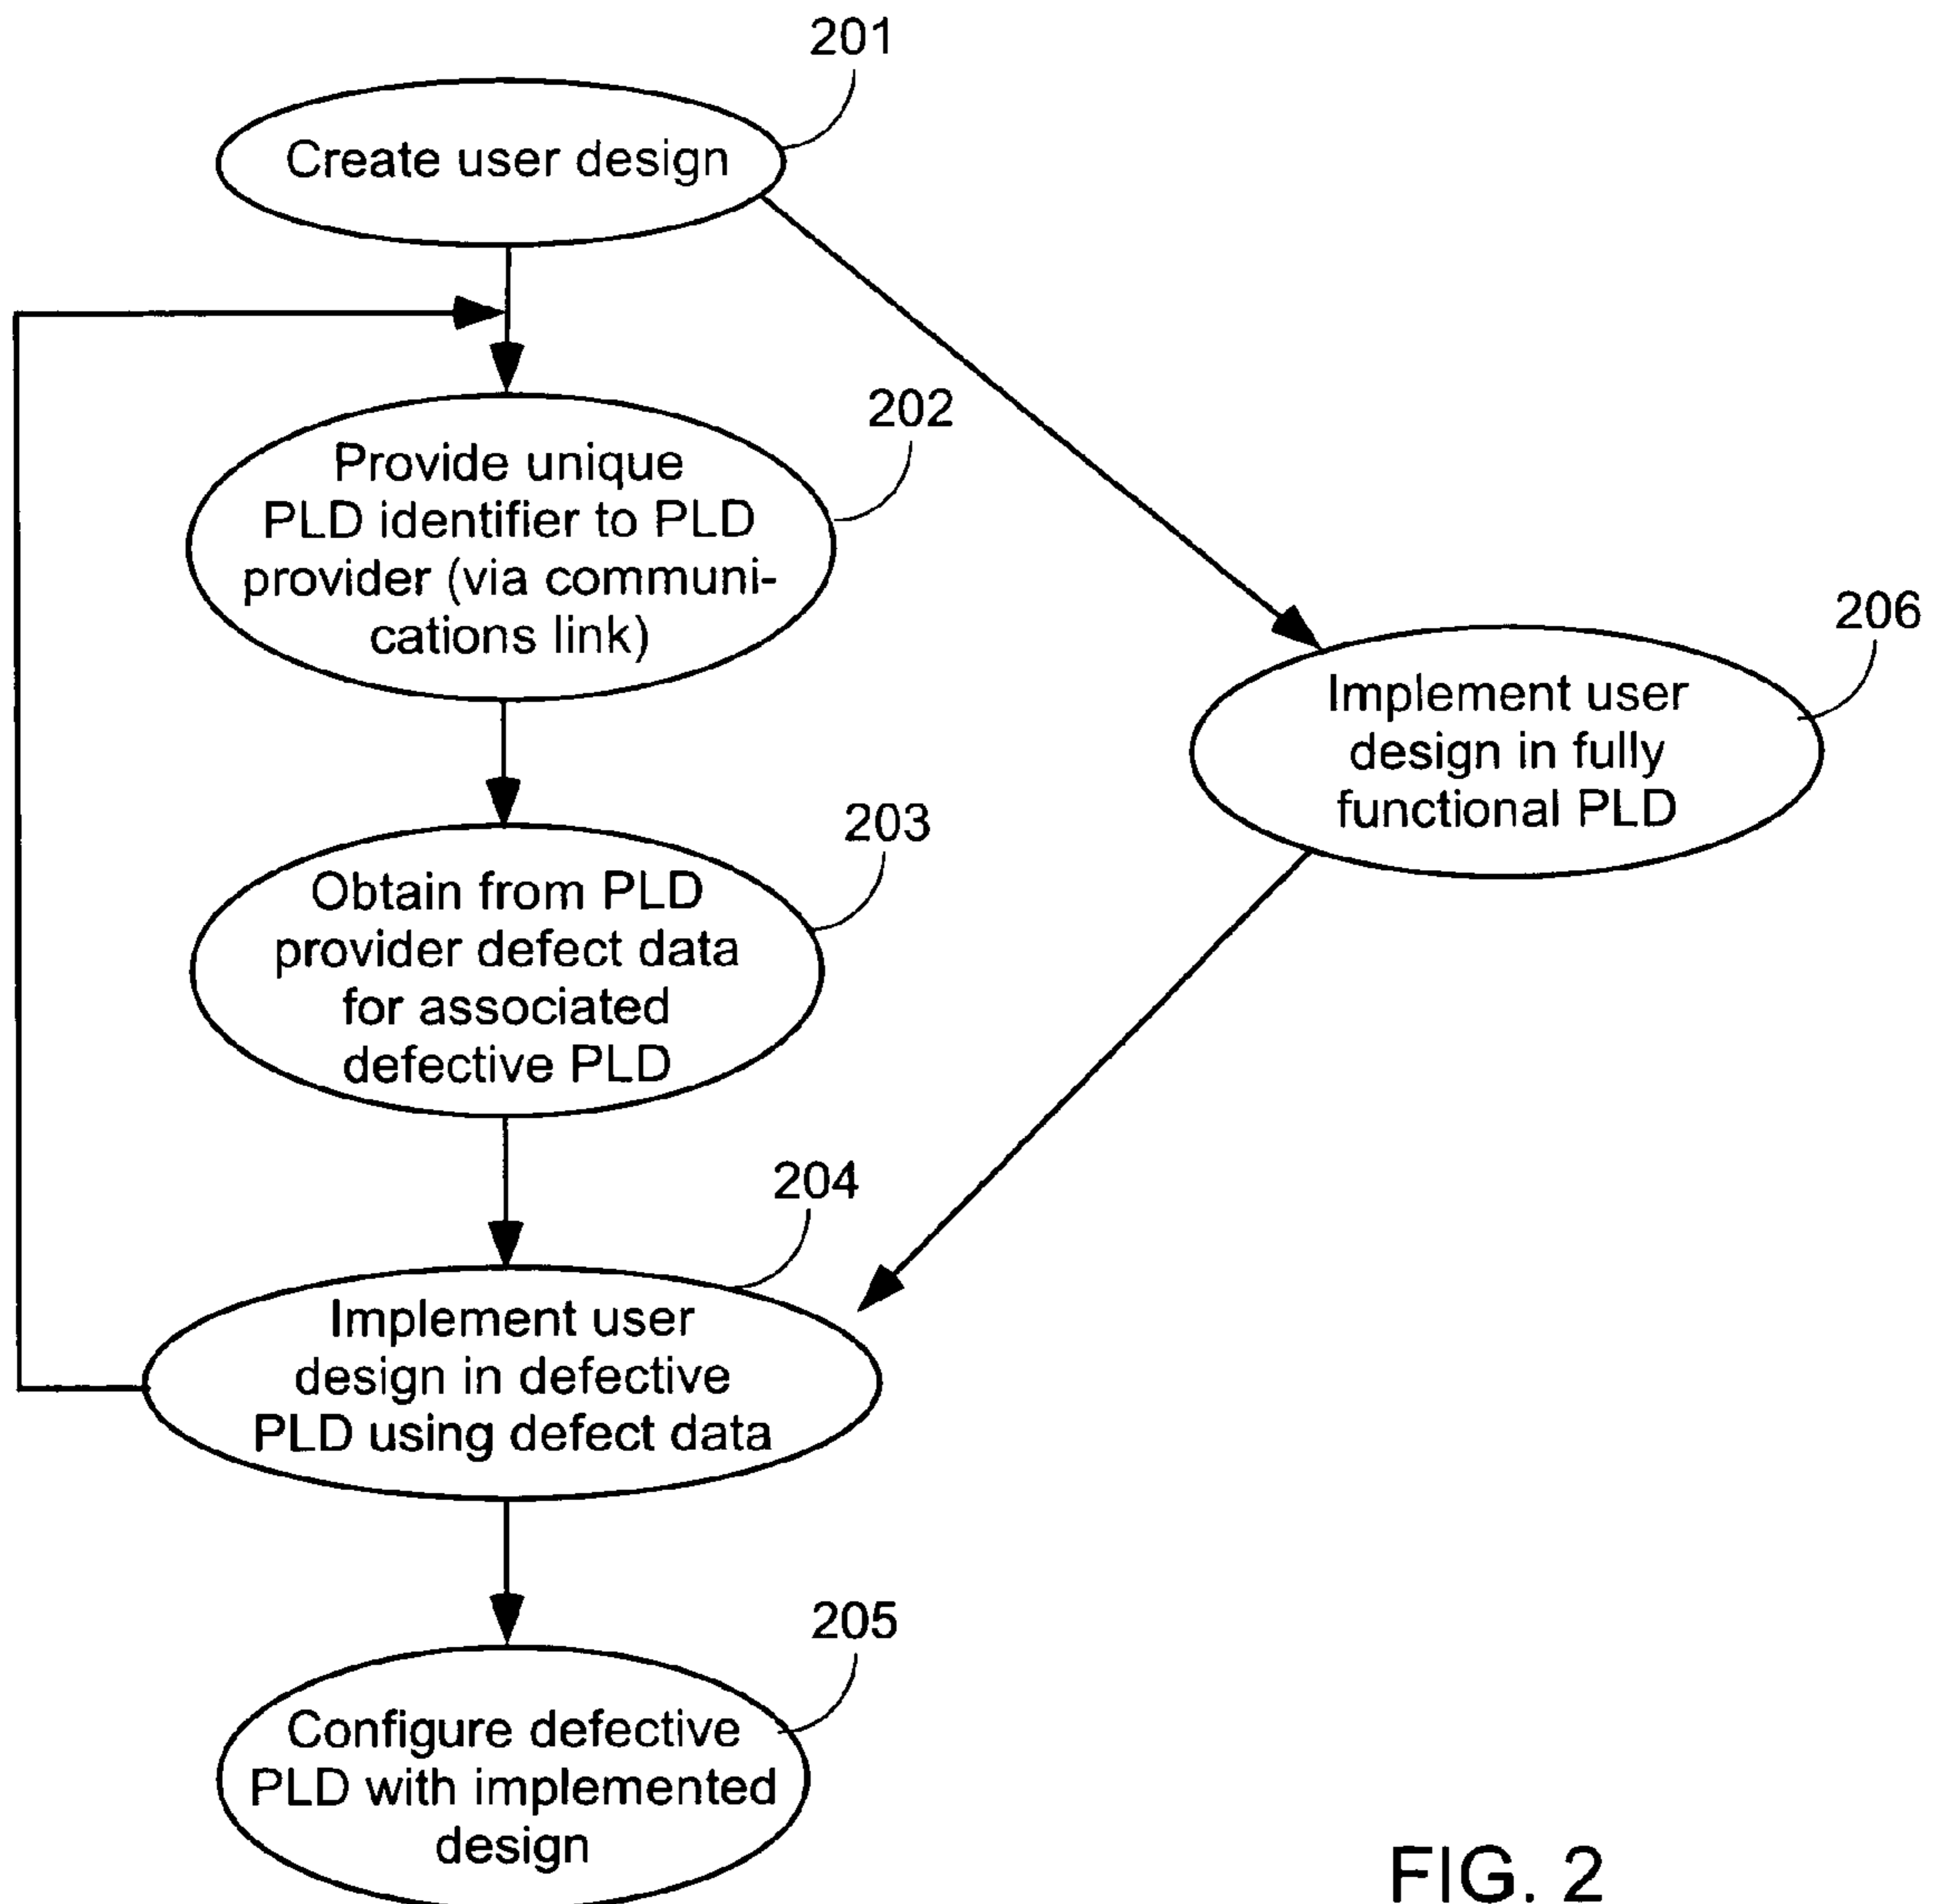 201
Create user design
202
Provide unique
PLD identifier to PLD
provider (via communi-
cations link)
206
Implement user
design in fully
functional PLD
203
Obtain from PLD
provider defect data
for associated
defective PLD
204
Implement user
design in defective
PLD using defect data
205
Configure defective
PLD with implemented
design
FIG. 2